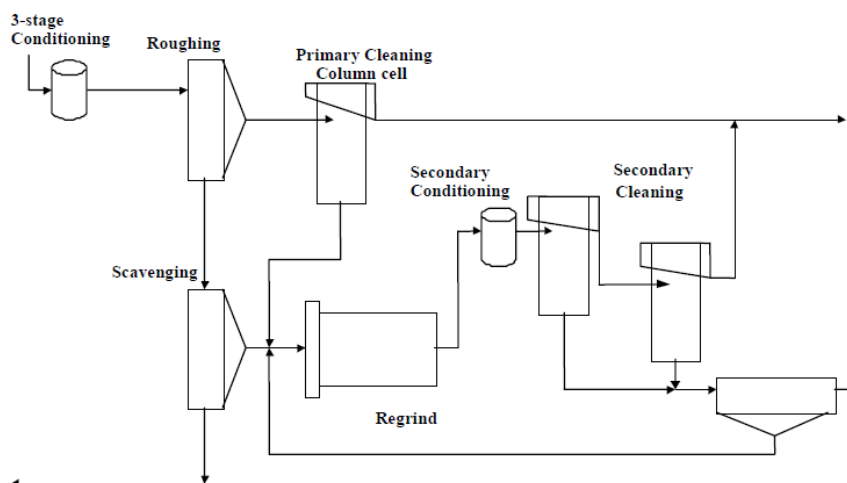 3-stage
Conditioning
Roughing
Primary Cleaning
Column cell
Secondary
Conditioning
Secondary
Cleaning
Scavenging
Regrind